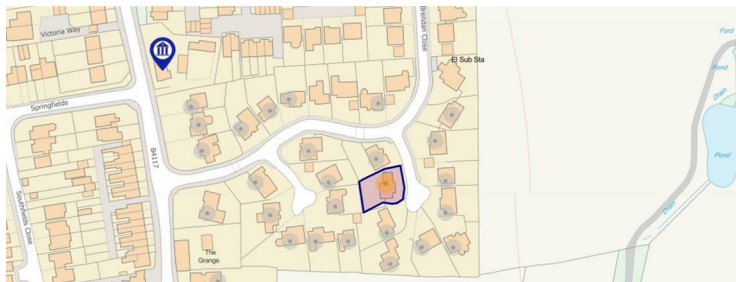 Victoria Way
Brendan Close
El Sub Sta
Ford
Pond
Drain
Springfields
B4117
Pond
Southfields Close
Drain
The
Grange